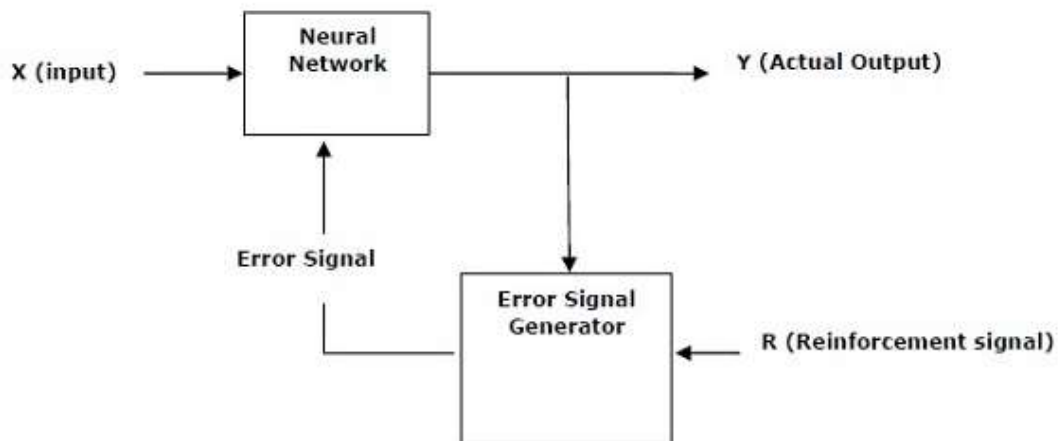 Neural
Network
X (input)
Y (Actual Output)
Error Signal
Error Signal
Generator
R (Reinforcement signal)